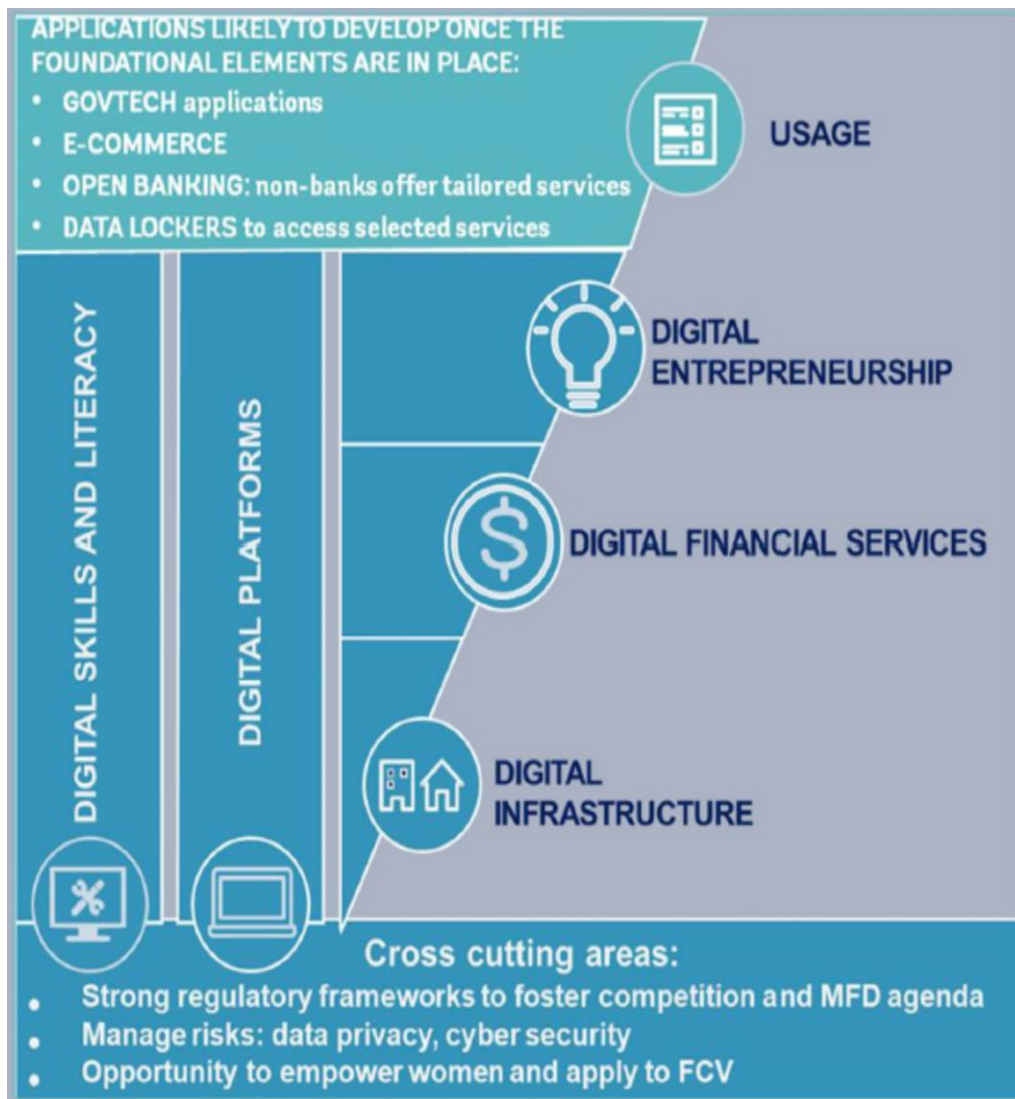 APPLICATIONS LIKELY TO DEVELOP ONCE THE
FOUNDATIONAL ELEMENTS ARE IN PLACE:
• GOVTECH applications
• E-COMMERCE
• OPEN BANKING: non-banks offer tailored services
• DATA LOCKERS to access selected services
USAGE
DIGITAL SKILLS AND LITERACY
DIGITAL PLATFORMS
DIGITAL
ENTREPRENEURSHIP
$
DIGITAL FINANCIAL SERVICES
DIGITAL
INFRASTRUCTURE
Cross cutting areas:
• Strong regulatory frameworks to foster competition and MFD agenda
• Manage risks: data privacy, cyber security
• Opportunity to empower women and apply to FCV